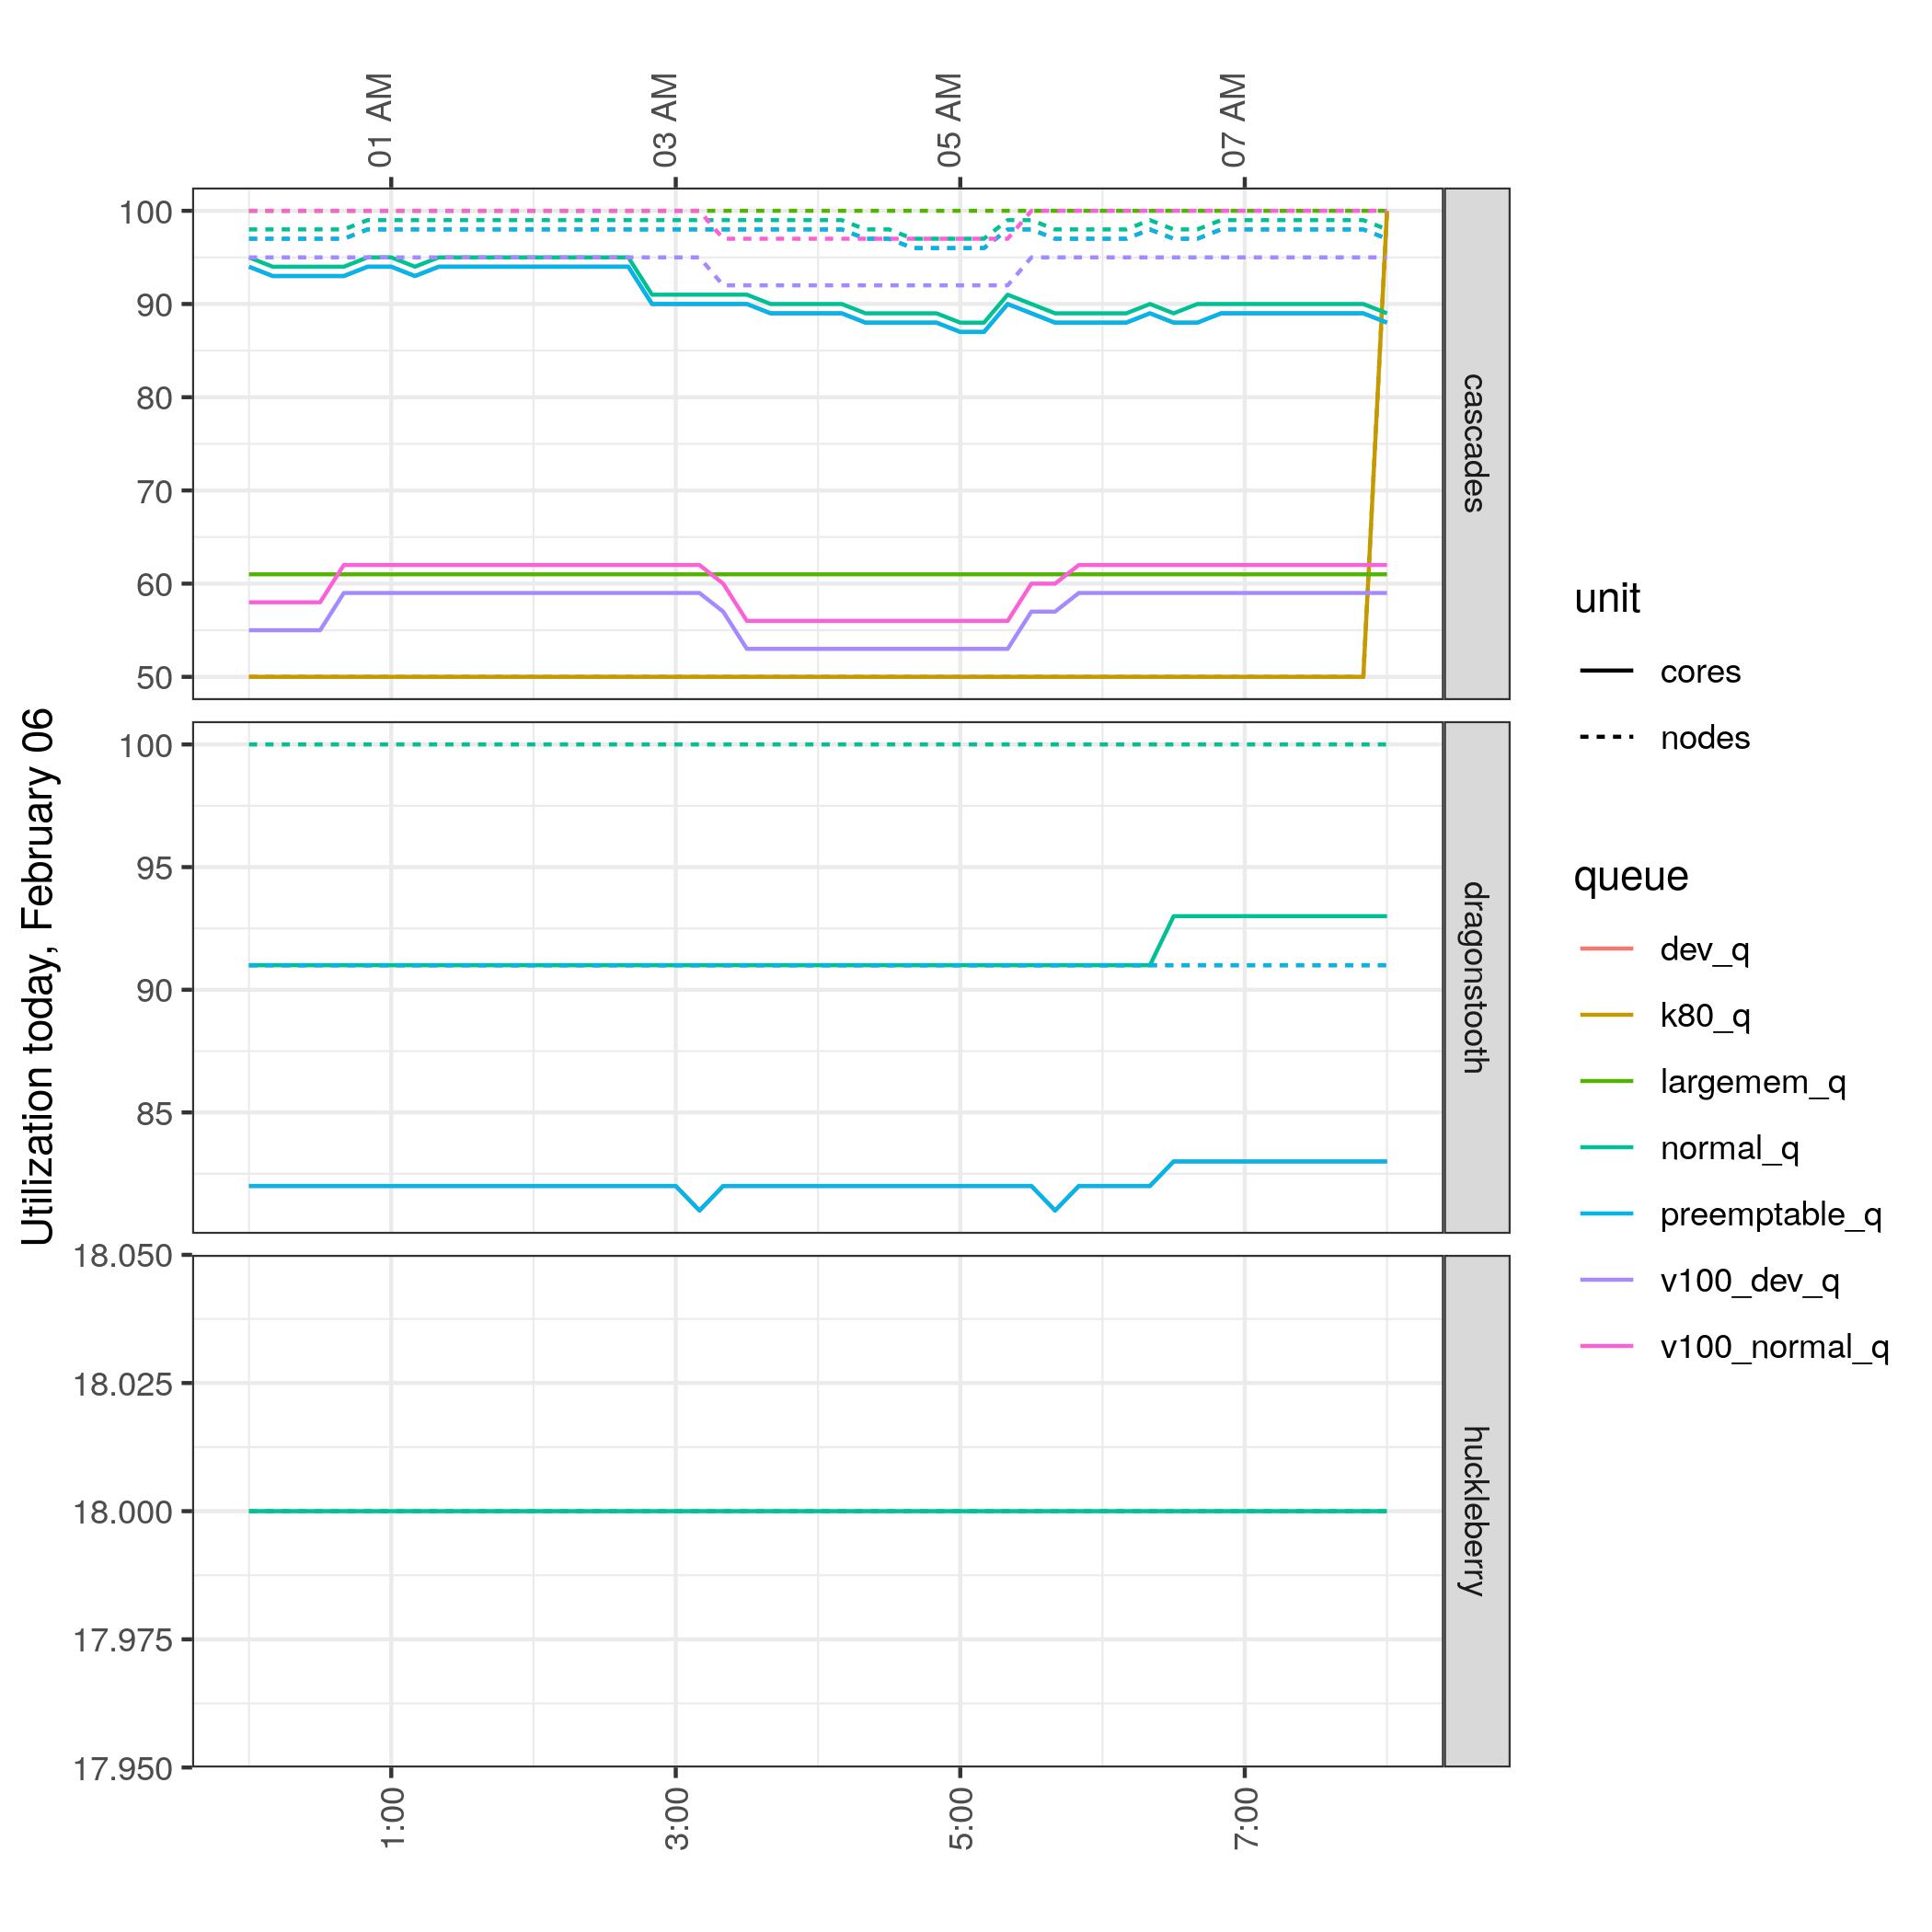 01 AM
03 AM
05 AM
07 AM
100
90
80
70
60
50
cascades
100
95
90
85
dragonstooth
18.050
18.025
18.000
17.975
17.950
huckleberry
1:00
3:00
5:00
7:00
Utilization today, February 06
unit
cores
nodes
queue
dev_q
k80_q
largemem_q
normal_q
preemptable_q
v100_dev_q
v100_normal_q